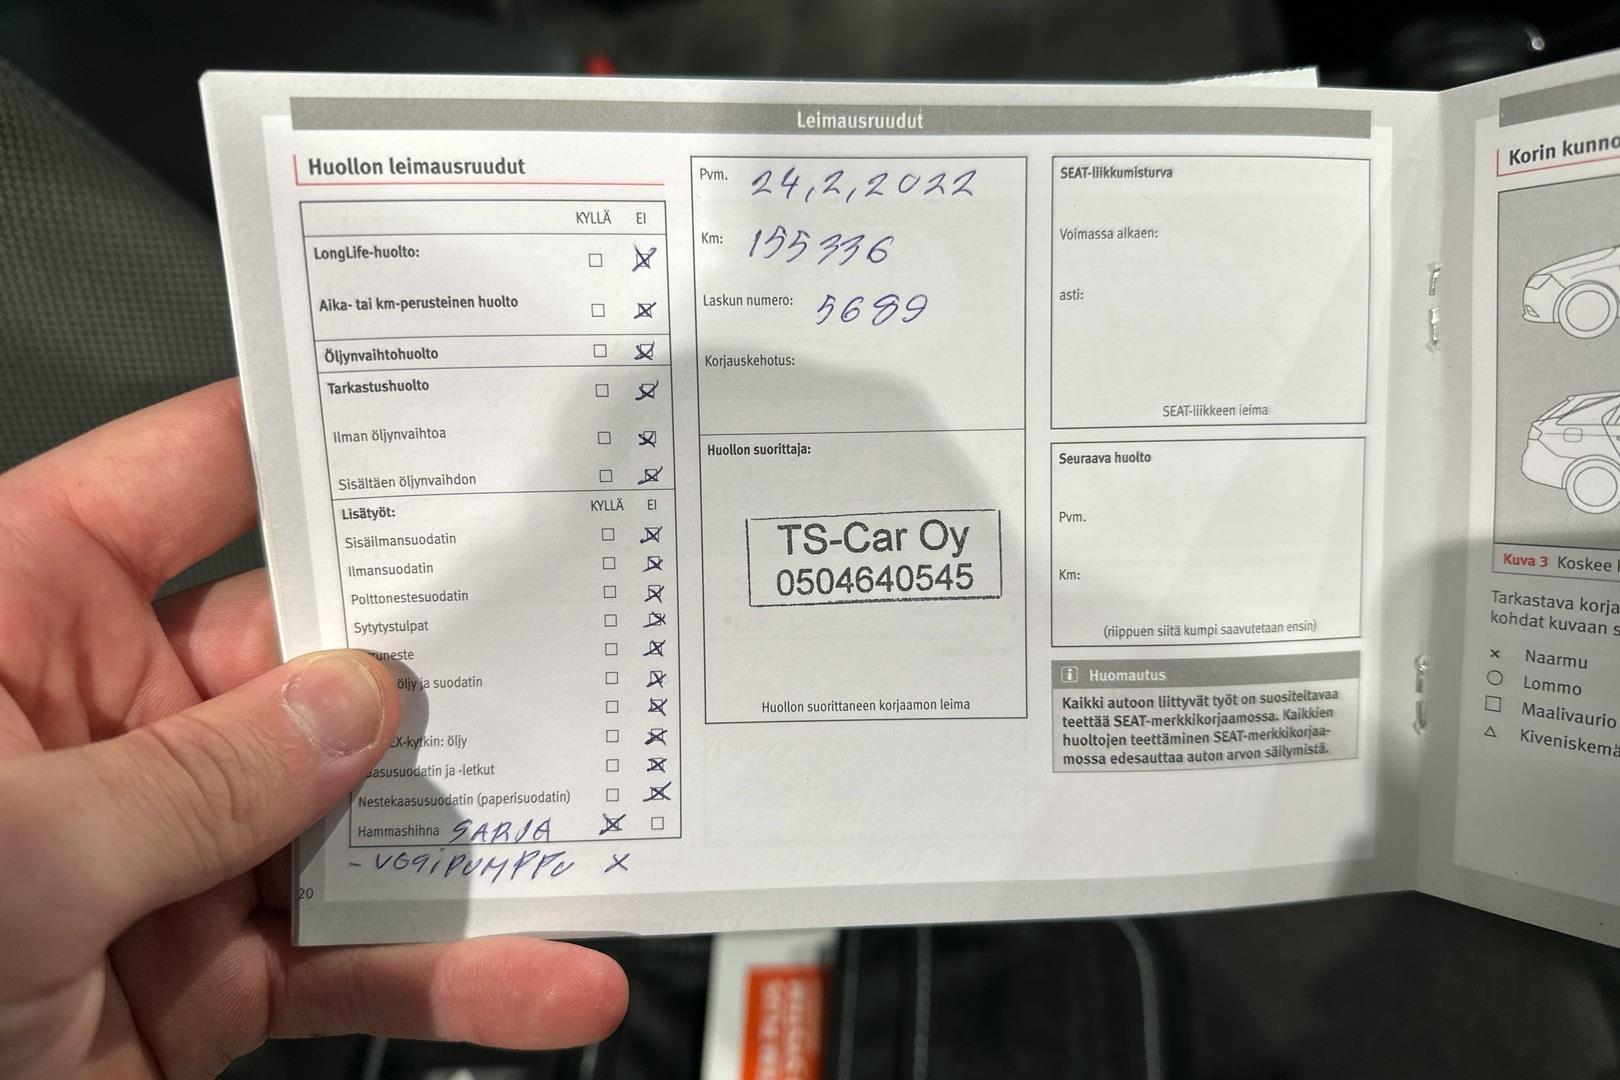 Leimausruudut
Huollon leimausruudut
KYLLÄ EI
LongLife-huolto:
Aika- tai km-perusteinen huolto
Öljynvaihtohuolto
Tarkastushuolto
Ilman öljynvaihtoa
Sisältäen öljynvaihdon
Lisätyöt: KYLLÄ EI
Sisäilmansuodatin
Ilmansuodatin
Polttonestesuodatin
Sytytystulpat
öljy ja suodatin
-kytkin: öljy
ja -letkut
Nestekaasusuodatin (paperisuodatin)
Hammashihna SARJA
- VESIPUMPPU X
20
Pvm. 24,2,2022
Km: 155336
Laskun numero: 5689
Korjauskehotus:
Huollon suorittaja:
TS-Car Oy
0504640545
Huollon suorittaneen korjaamon leima
SEAT-liikkumisturva
Voimassa alkaen:
asti:
SEAT-liikkeen leima
Seuraava huolto
Pvm.
Km:
(riippuen siitä kumpi saavutetaan ensin)
Huomautus
Kaikki autoon liittyvät työt on suositeltavaa
teettää SEAT-merkkikorjaamossa. Kaikkien
huoltojen teettäminen SEAT-merkkikorjaa-
mossa edesauttaa auton arvon säilymistä.
Korin
Kuva 3 Koskee
Tarkastava
kohdat kuvaan
Naarmu
Lommo
Maalivaurio